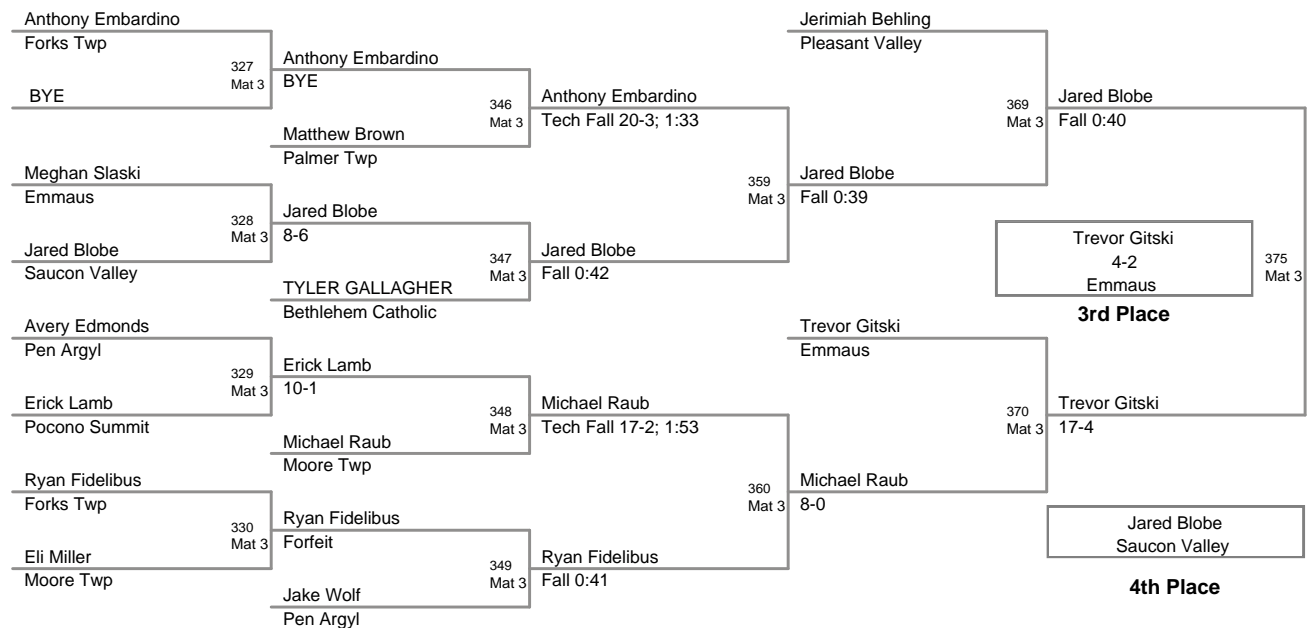 Anthony Embardino
Forks Twp
327
Mat 3
BYE
Meghan Slaski
Emmaus
328
Mat 3
Jared Blobe
Saucon Valley
Avery Edmonds
Pen Argyl
329
Mat 3
Erick Lamb
Pocono Summit
Ryan Fidelibus
Forks Twp
330
Mat 3
Eli Miller
Moore Twp
Anthony Embardino
BYE
346
Mat 3
Matthew Brown
Palmer Twp
Jared Blobe
8-6
347
Mat 3
TYLER GALLAGHER
Bethlehem Catholic
Erick Lamb
10-1
348
Mat 3
Michael Raub
Moore Twp
Ryan Fidelibus
Forfeit
349
Mat 3
Jake Wolf
Pen Argyl
Anthony Embardino
Tech Fall 20-3; 1:33
359
Mat 3
Jared Blobe
Fall 0:42
Michael Raub
Tech Fall 17-2; 1:53
360
Mat 3
Ryan Fidelibus
Fall 0:41
Jerimiah Behling
Pleasant Valley
369
Mat 3
Jared Blobe
Fall 0:39
Trevor Gitski
Emmaus
370
Mat 3
Michael Raub
8-0
Jared Blobe
Fall 0:40
375
Mat 3
Trevor Gitski
17-4
Trevor Gitski
4-2
Emmaus
3rd Place
Jared Blobe
Saucon Valley
4th Place